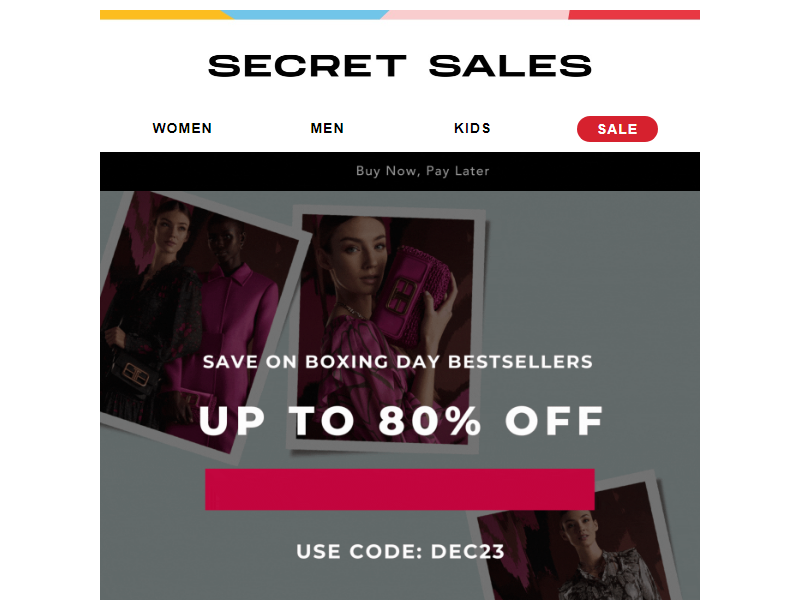 SECRET SALES
WOMEN MEN KIDS SALE
Buy Now, Pay Later
SAVE ON BOXING DAY BESTSELLERS
UP TO 80% OFF
USE CODE: DEC23